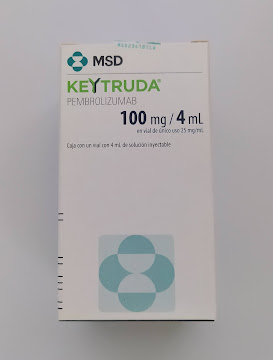 MSD
KEYTRUDA®
PEMBROLIZUMAB
100 mg / 4 mL
en vial de único uso 25 mg/mL
Caja con un vial con 4 mL de solución inyectable